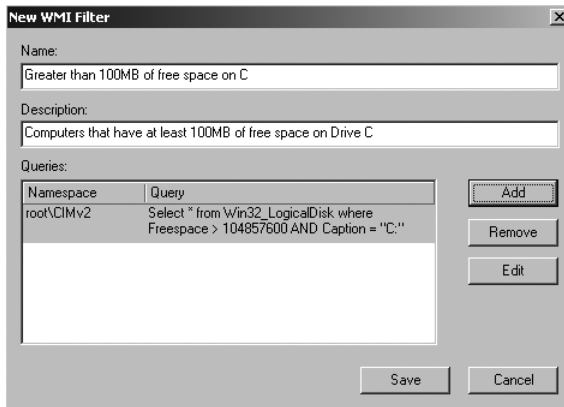 New WMI Filter
Name:
Greater than 100MB of free space on C
Description:
Computers that have at least 100MB of free space on Drive C
Queries:
Namespace Query
root\CIMv2 Select * from Win32_LogicalDisk where
Freespace > 104857600 AND Caption = "C:"
Add
Remove
Edit
Save Cancel